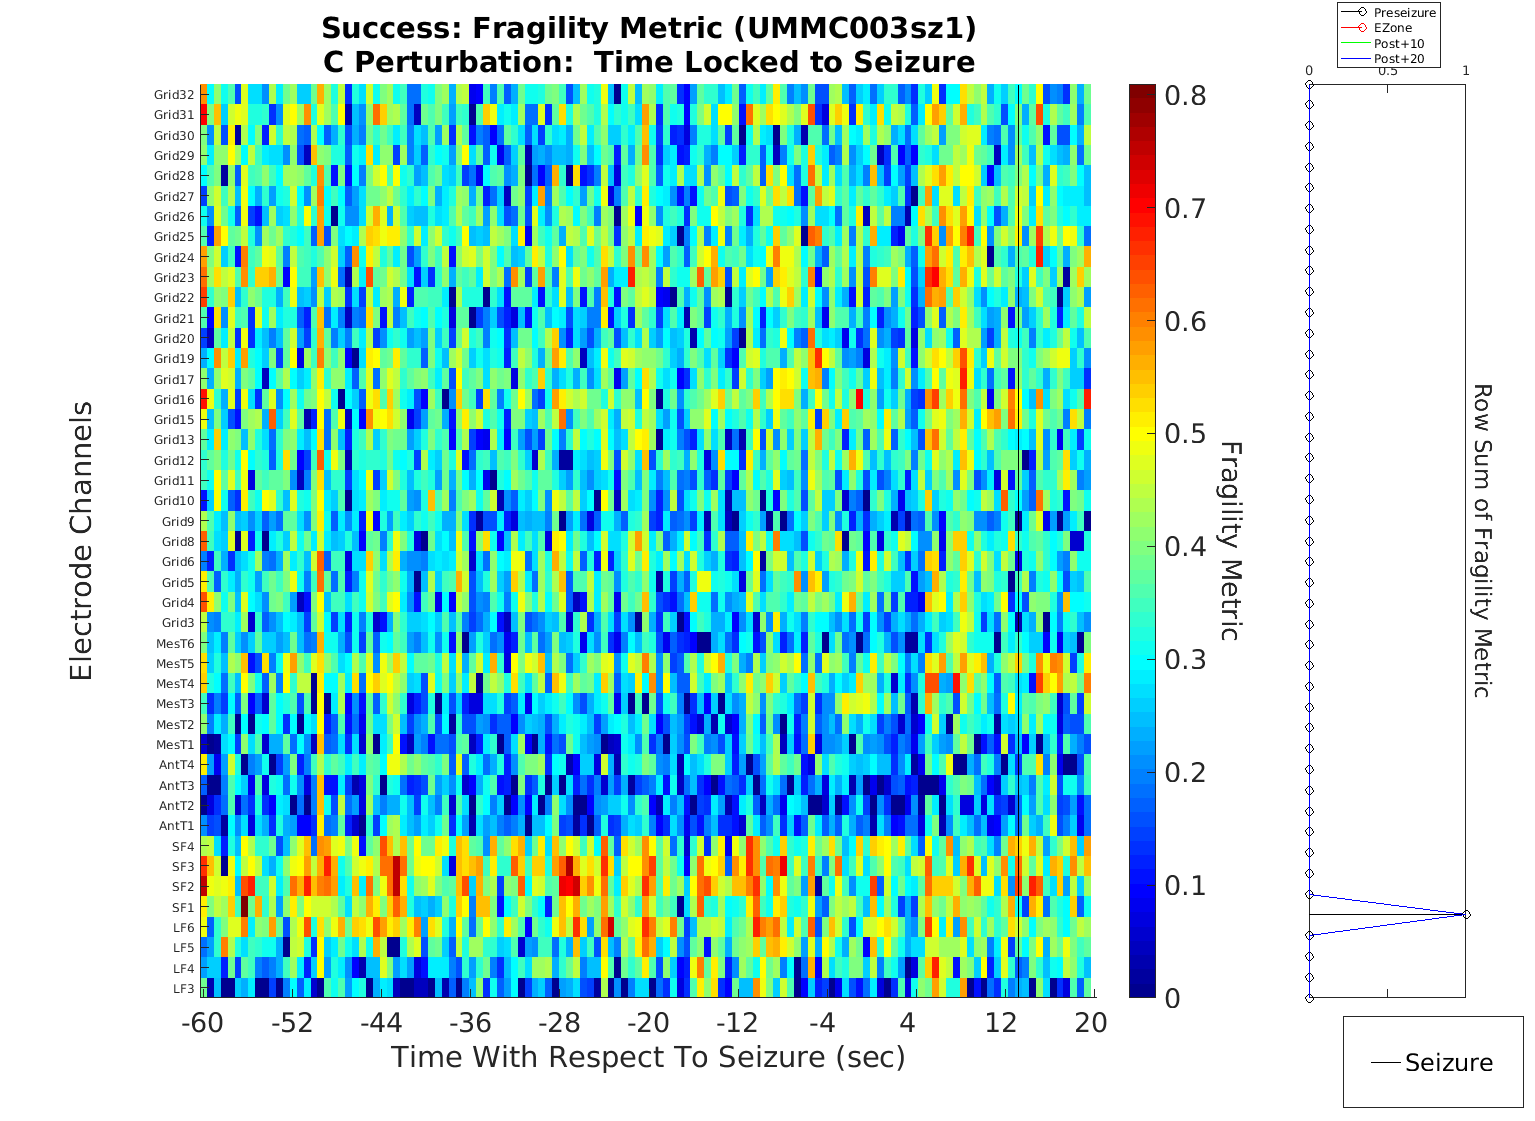 Success: Fragility Metric (UMMC003sz1)
C Perturbation:  Time Locked to Seizure
Preseizure
EZone
Post+10
Post+20
0 0.5 1
Grid32
Grid31
Grid30
Grid29
Grid28
Grid27
Grid26
Grid25
Grid24
Grid23
Grid22
Grid21
Grid20
Grid19
Grid17
Grid16
Grid15
Grid13
Grid12
Grid11
Grid10
Grid9
Grid8
Grid6
Grid5
Grid4
Grid3
MesT6
MesT5
MesT4
MesT3
MesT2
MesT1
AntT4
AntT3
AntT2
AntT1
SF4
SF3
SF2
SF1
LF6
LF5
LF4
LF3
Electrode Channels
-60 -52 -44 -36 -28 -20 -12 -4 4 12 20
Time With Respect To Seizure (sec)
0.8
0.7
0.6
0.5
0.4
0.3
0.2
0.1
0
Fragility Metric
Row Sum of Fragility Metric
Seizure